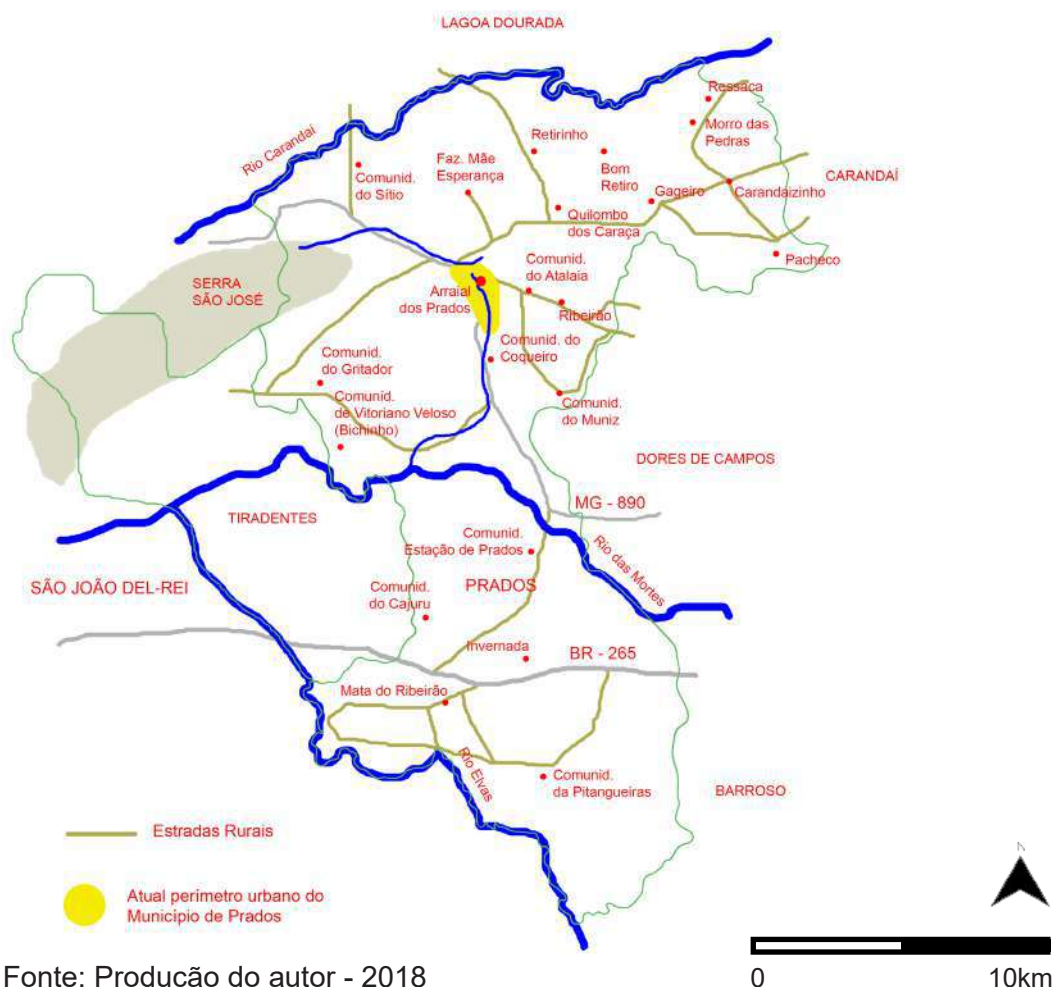 LAGOA DOURADA
Ressaca
Morro das
Pedras
Rio Carandaí
Retirinho
Faz. Mãe
Esperança
Bom
Retiro
Comunid.
do Sítio
CARANDAÍ
Gageiro
Carandaizinho
Quilombo
dos Caraça
Pacheco
Comunid.
do Atalaia
SERRA
SÃO JOSÉ
Arraial
dos Prados
Ribeirão
Comunid. do
Coqueiro
Comunid.
do Gritador
Comunid.
de Vitoriano Veloso
(Bichinho)
Comunid.
do Muniz
DORES DE CAMPOS
MG - 890
TIRADENTES
Comunid.
Estação de Prados
Rio das Mortes
SÃO JOÃO DEL-REI
PRADOS
Comunid.
do Cajuru
Invernada
BR - 265
Mata do Ribeirão
Rio Elvas
Comunid.
da Pitangueiras
BARROSO
Estradas Rurais
Atual perímetro urbano do
Município de Prados
N
Fonte: Produção do autor - 2018
0 10km